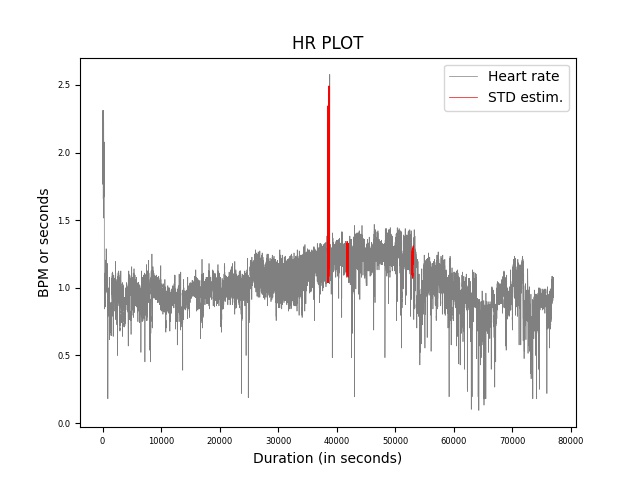 HR PLOT
Heart rate
STD estim.
BPM or seconds
2.5
2.0
1.5
1.0
0.5
0.0
0 10000 20000 30000 40000 50000 60000 70000 80000
Duration (in seconds)